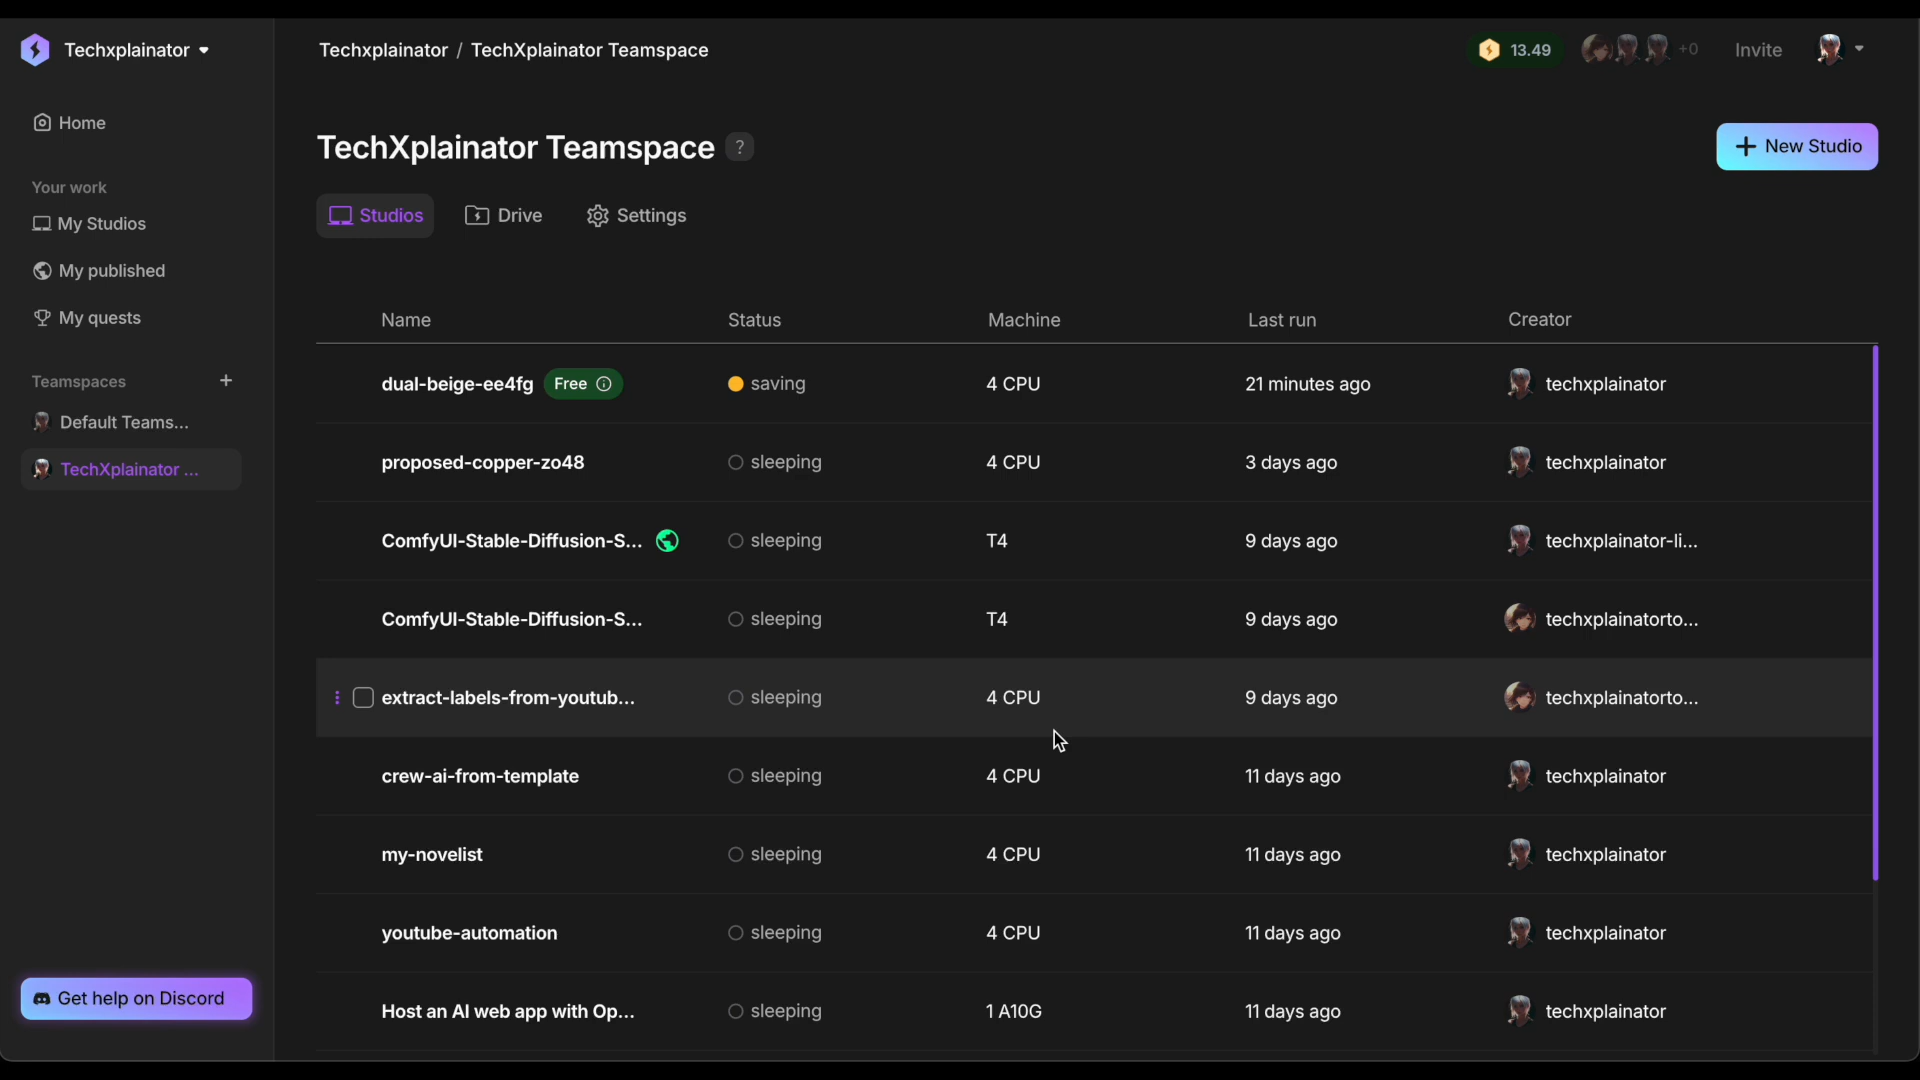 Techxplainator
Techxplainator / TechXplainator Teamspace
13.49
+0
Invite
Home
TechXplainator Teamspace ?
New Studio
Your work
My Studios
My published
My quests
Studios
Drive
Settings
Teamspaces +
Default Teams...
TechXplainator ...
Name Status Machine Last run Creator
dual-beige-ee4fg Free saving 4 CPU 21 minutes ago techxplainator
proposed-copper-zo48 sleeping 4 CPU 3 days ago techxplainator
ComfyUI-Stable-Diffusion-S... sleeping T4 9 days ago techxplainator-li...
ComfyUI-Stable-Diffusion-S... sleeping T4 9 days ago techxplainatorto...
extract-labels-from-youtub... sleeping 4 CPU 9 days ago techxplainatorto...
crew-ai-from-template sleeping 4 CPU 11 days ago techxplainator
my-novelist sleeping 4 CPU 11 days ago techxplainator
youtube-automation sleeping 4 CPU 11 days ago techxplainator
Host an AI web app with Op... sleeping 1 A10G 11 days ago techxplainator
Get help on Discord